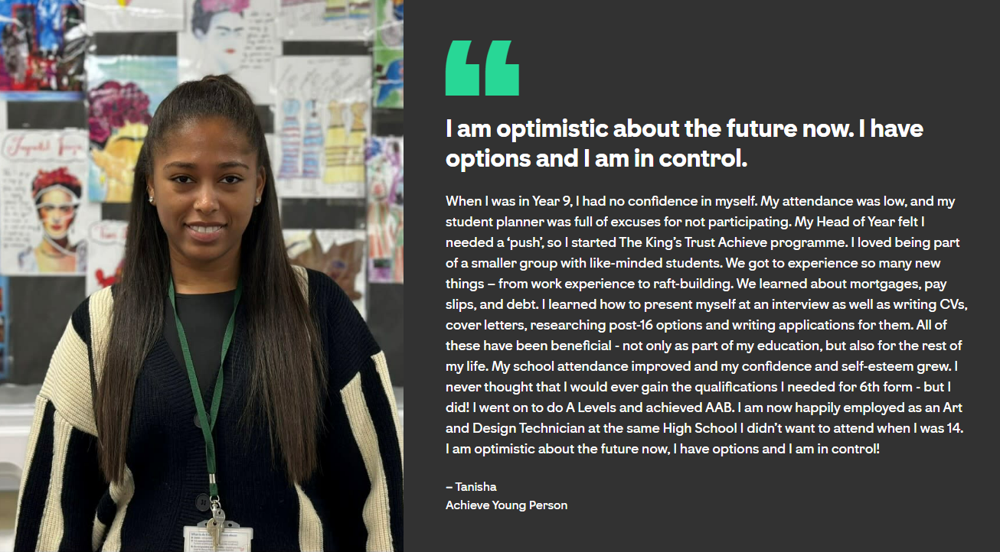 I am optimistic about the future now. I have
options and I am in control.
When I was in Year 9, I had no confidence in myself. My attendance was low, and my
student planner was full of excuses for not participating. My Head of Year felt I
needed a ‘push’, so I started The King’s Trust Achieve programme. I loved being part
of a smaller group with like-minded students. We got to experience so many new
things – from work experience to raft-building. We learned about mortgages, pay
slips, and debt. I learned how to present myself at an interview as well as writing CVs,
cover letters, researching post-16 options and writing applications for them. All of
these have been beneficial - not only as part of my education, but also for the rest of
my life. My school attendance improved and my confidence and self-esteem grew. I
never thought that I would ever gain the qualifications I needed for 6th form - but I
did! I went on to do A Levels and achieved AAB. I am now happily employed as an Art
and Design Technician at the same High School I didn’t want to attend when I was 14.
I am optimistic about the future now, I have options and I am in control!
– Tanisha
Achieve Young Person